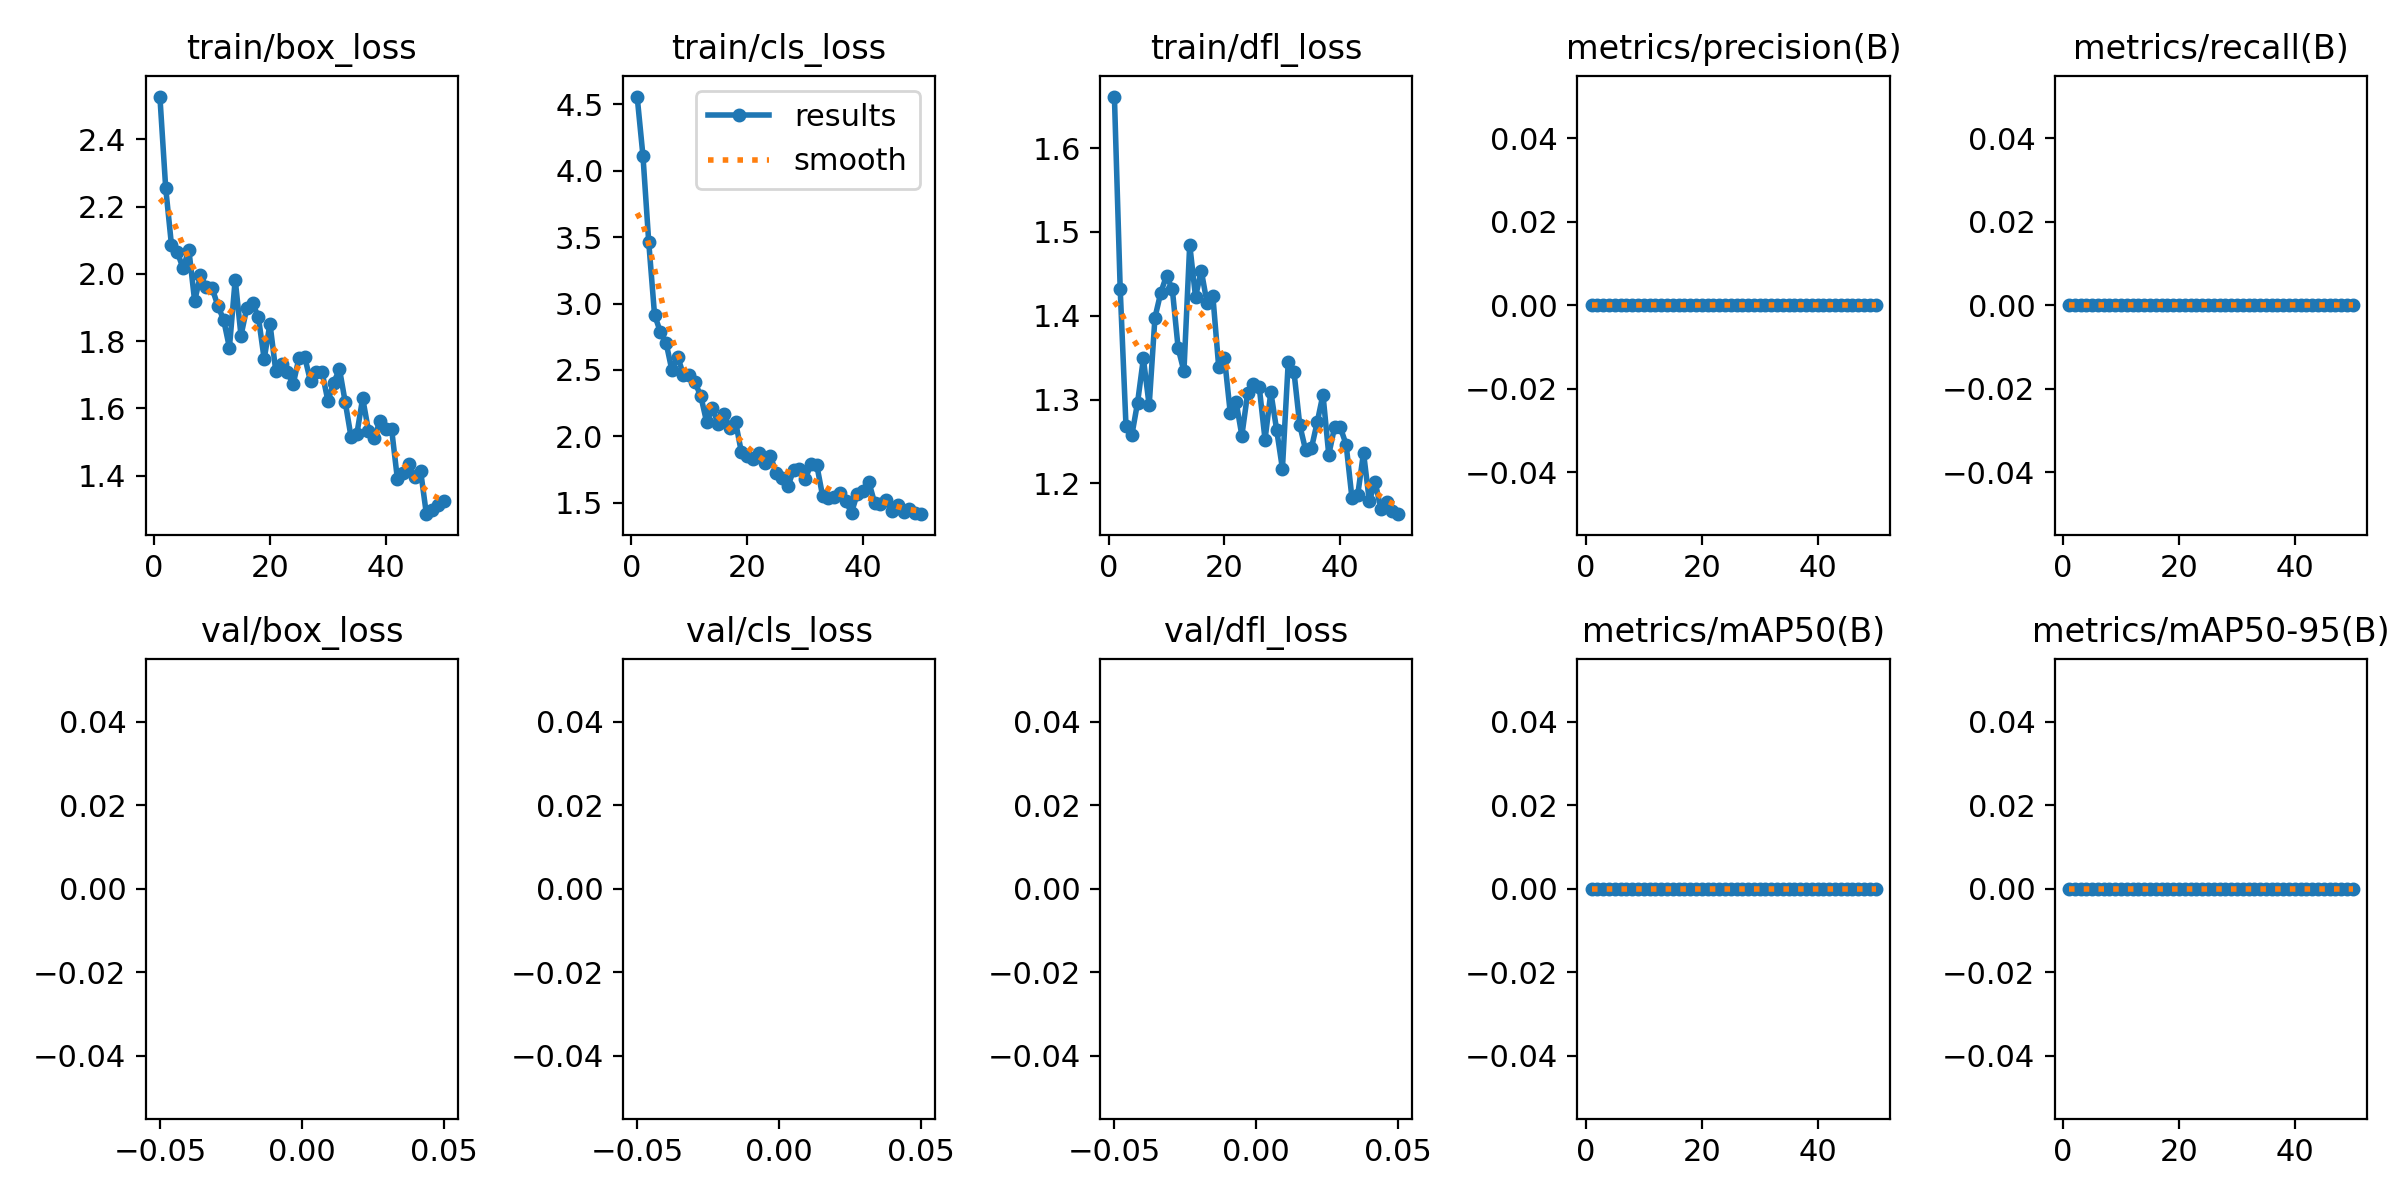 train/box_loss
2.4
2.2
2.0
1.8
1.6
1.4
0 20 40
train/cls_loss
results
smooth
4.5
4.0
3.5
3.0
2.5
2.0
1.5
0 20 40
train/dfl_loss
1.6
1.5
1.4
1.3
1.2
0 20 40
metrics/precision(B)
0.04
0.02
0.00
−0.02
−0.04
0 20 40
metrics/recall(B)
0.04
0.02
0.00
−0.02
−0.04
0 20 40
val/box_loss
0.04
0.02
0.00
−0.02
−0.04
−0.05 0.00 0.05
val/cls_loss
0.04
0.02
0.00
−0.02
−0.04
−0.05 0.00 0.05
val/dfl_loss
0.04
0.02
0.00
−0.02
−0.04
−0.05 0.00 0.05
metrics/mAP50(B)
0.04
0.02
0.00
−0.02
−0.04
0 20 40
metrics/mAP50-95(B)
0.04
0.02
0.00
−0.02
−0.04
0 20 40